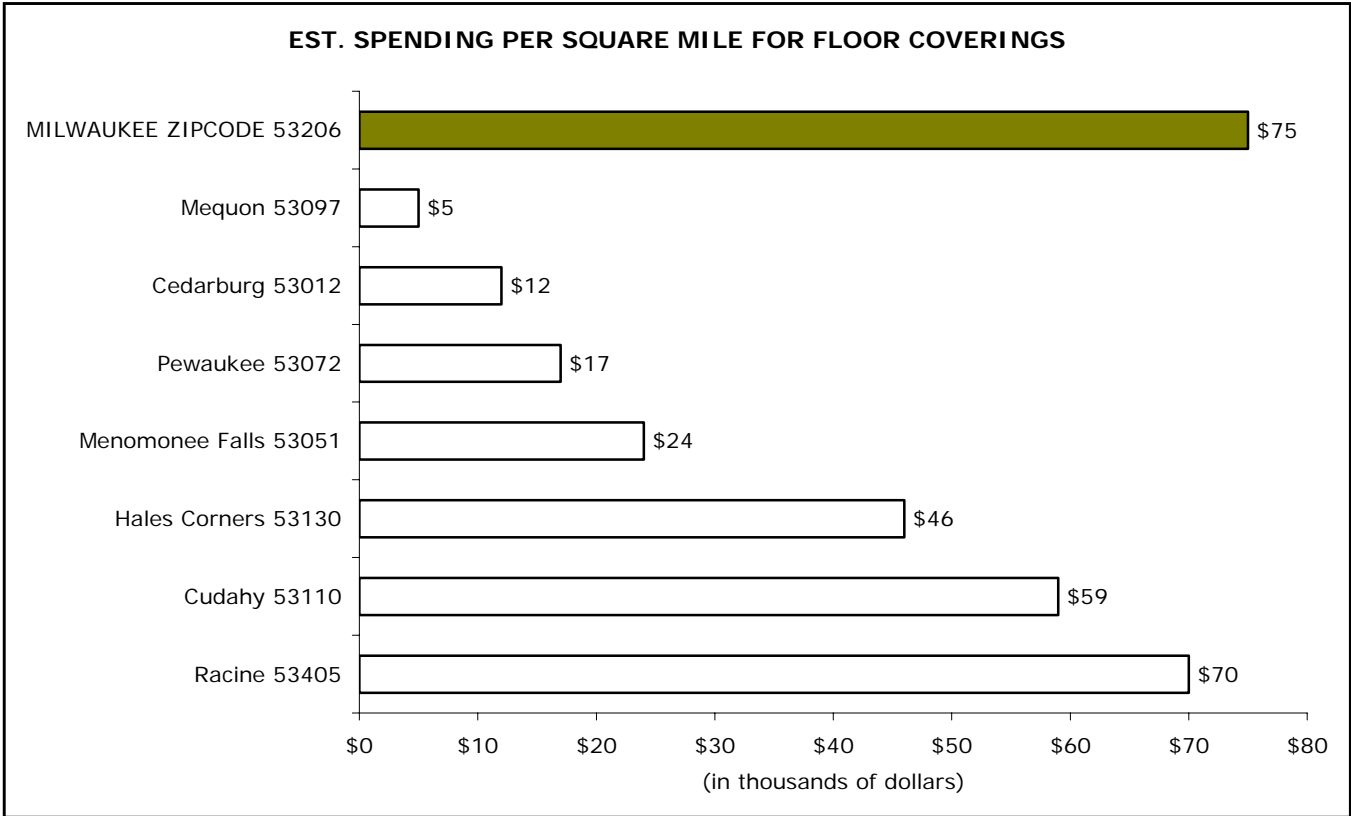 EST. SPENDING PER SQUARE MILE FOR FLOOR COVERINGS
MILWAUKEE ZIPCODE 53206 $75
Mequon 53097 $5
Cedarburg 53012 $12
Pewaukee 53072 $17
Menomonee Falls 53051 $24
Hales Corners 53130 $46
Cudahy 53110 $59
Racine 53405 $70
$0 $10 $20 $30 $40 $50 $60 $70 $80
(in thousands of dollars)